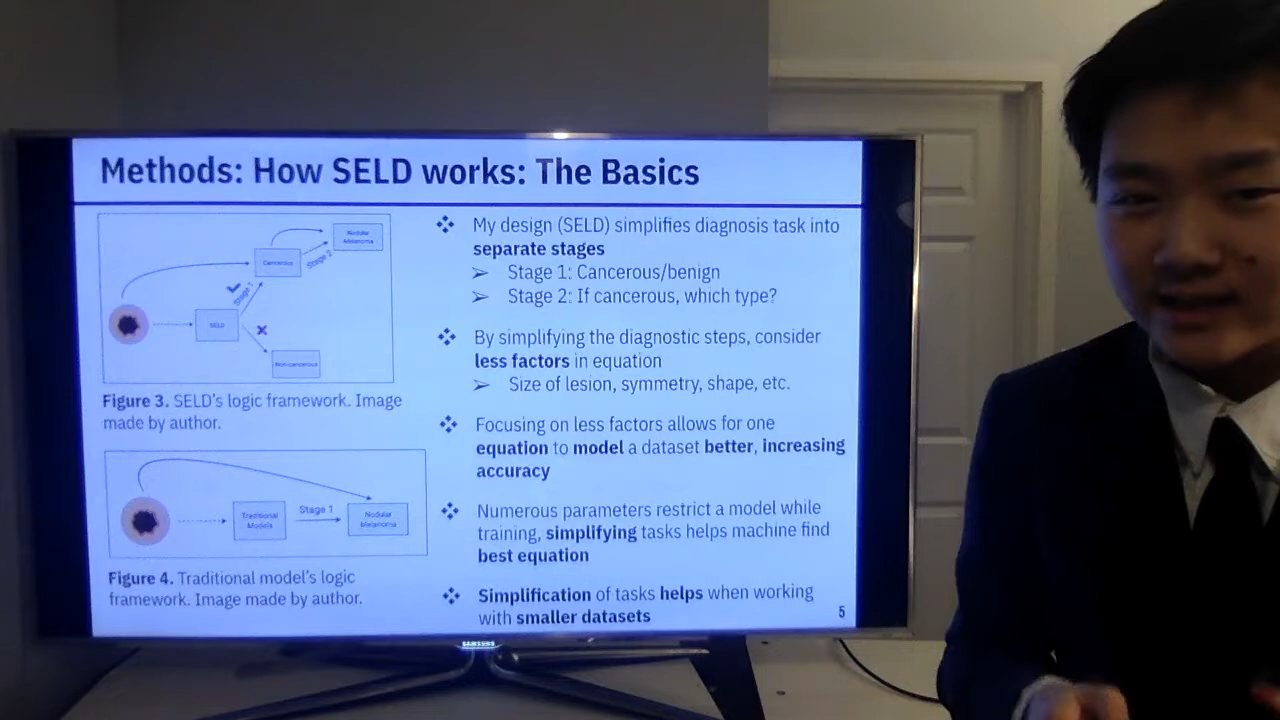 Methods: How SELD works: The Basics
Nodular
Melanoma
Cancerous
Stage 2
Stage 1
SELD
Non-cancerous
Figure 3. SELD's logic framework. Image
made by author.
Traditional
Models
Stage 1
Nodular
Melanoma
Figure 4. Traditional model's logic
framework. Image made by author.
❖ My design (SELD) simplifies diagnosis task into
separate stages
➢ Stage 1: Cancerous/benign
➢ Stage 2: If cancerous, which type?
❖ By simplifying the diagnostic steps, consider
less factors in equation
➢ Size of lesion, symmetry, shape, etc.
❖ Focusing on less factors allows for one
equation to model a dataset better, increasing
accuracy
❖ Numerous parameters restrict a model while
training, simplifying tasks helps machine find
best equation
❖ Simplification of tasks helps when working
with smaller datasets
5
SAMSUNG